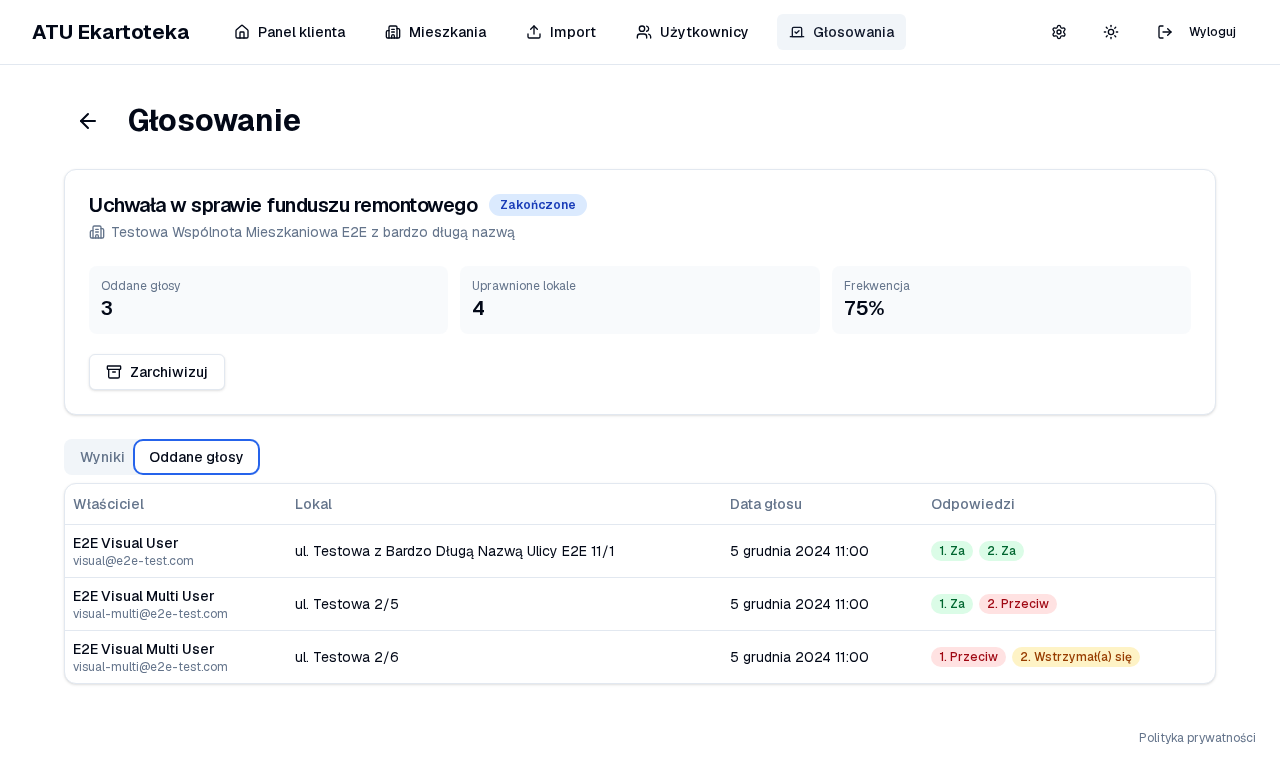 ATU Ekartoteka Panel klienta Mieszkania Import Użytkownicy Głosowania Wyloguj
Głosowanie
Uchwała w sprawie funduszu remontowego Zakończone
Testowa Wspólnota Mieszkaniowa E2E z bardzo długą nazwą
Oddane głosy Uprawnione lokale Frekwencja
3 4 75%
Zarchiwizuj
Wyniki Oddane głosy
Właściciel Lokal Data głosu Odpowiedzi
E2E Visual User
visual@e2e-test.com
ul. Testowa z Bardzo Długą Nazwą Ulicy E2E 11/1 5 grudnia 2024 11:00 1. Za 2. Za
E2E Visual Multi User
visual-multi@e2e-test.com
ul. Testowa 2/5 5 grudnia 2024 11:00 1. Za 2. Przeciw
E2E Visual Multi User
visual-multi@e2e-test.com
ul. Testowa 2/6 5 grudnia 2024 11:00 1. Przeciw 2. Wstrzymał(a) się
Polityka prywatności